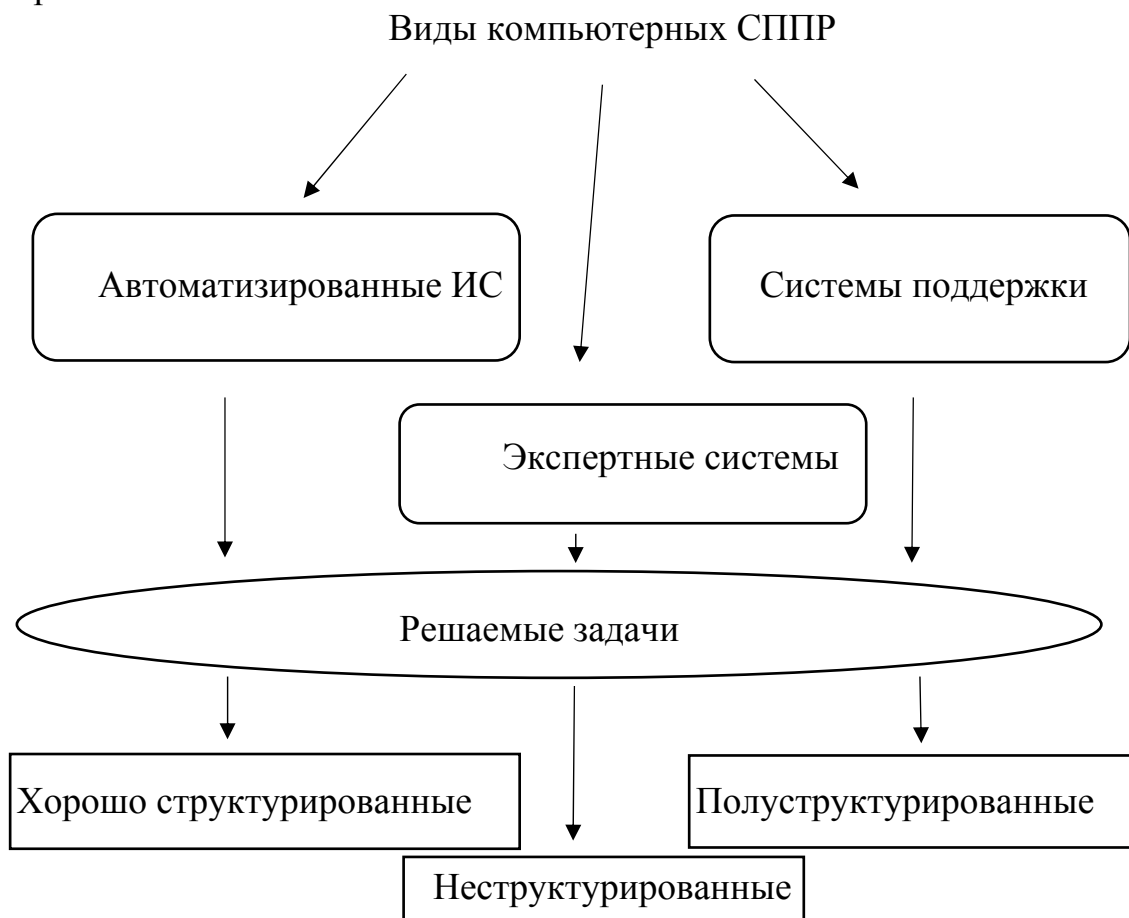 Виды компьютерных СППР
Автоматизированные ИС
Системы поддержки
Экспертные системы
Решаемые задачи
Хорошо структурированные
Полуструктурированные
Неструктурированные